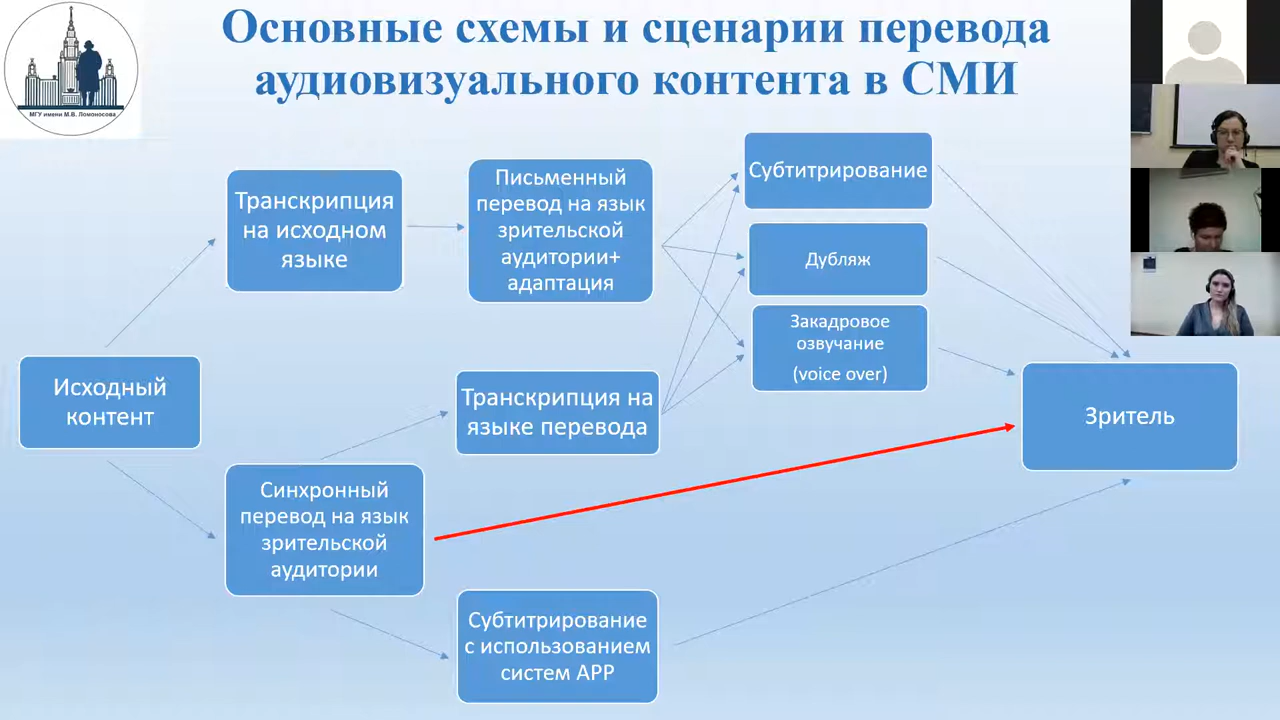 Основные схемы и сценарии перевода
аудиовизуального контента в СМИ
МГУ имени М.В. Ломоносова
Транскрипция
на исходном
языке
Письменный
перевод на язык
зрительской
аудитории+
адаптация
Субтитрирование
Дубляж
Закадровое
озвучание
(voice over)
Исходный
контент
Транскрипция на
языке перевода
Зритель
Синхронный
перевод на язык
зрительской
аудитории
Субтитрирование
с использованием
систем АРР